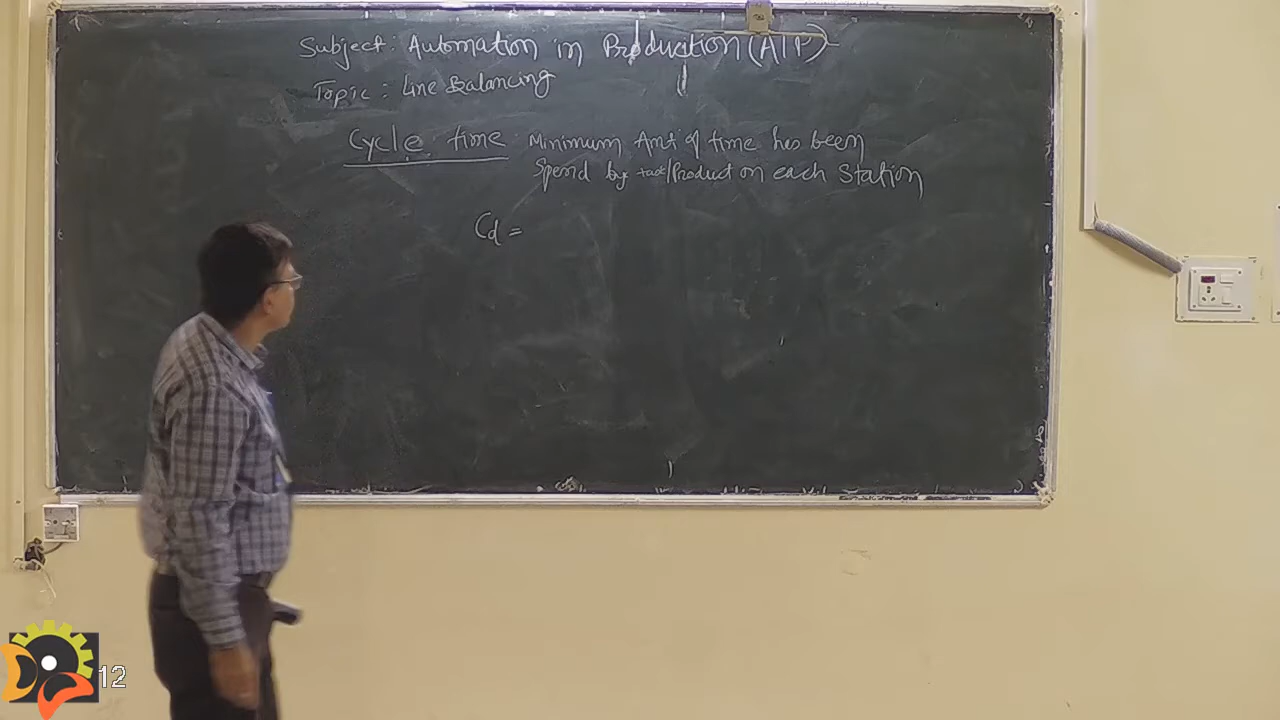 Subject: Automation in Production (AIP)
Topic: Line Balancing
Cycle time: Minimum Amt of time has been
Spend by task/Product on each Station
Cd =
12